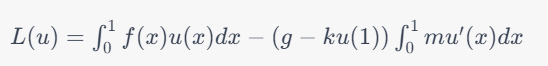 L(u) = ∫₀¹ f(x)u(x)dx − (g − ku(1)) ∫₀¹ mu′(x)dx